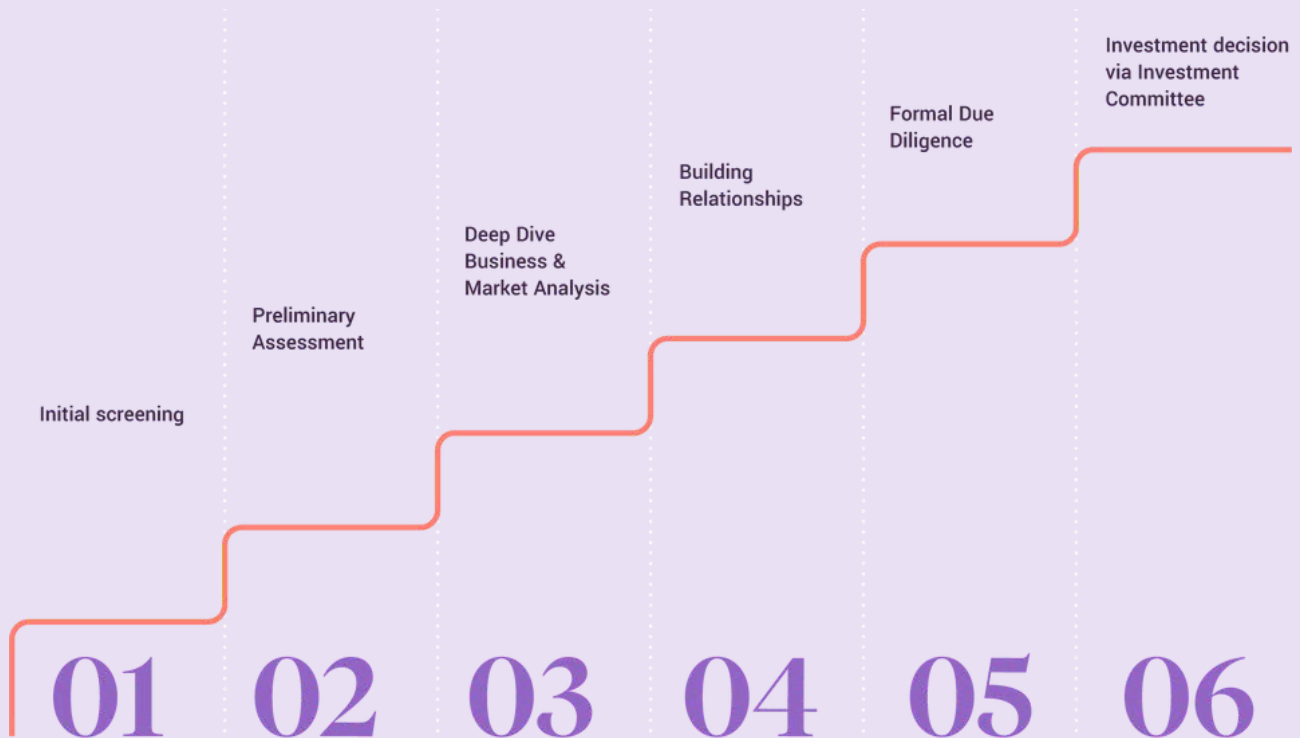 Initial screening
01
Preliminary
Assessment
02
Deep Dive
Business &
Market Analysis
03
Building
Relationships
04
Formal Due
Diligence
05
Investment decision
via Investment
Committee
06